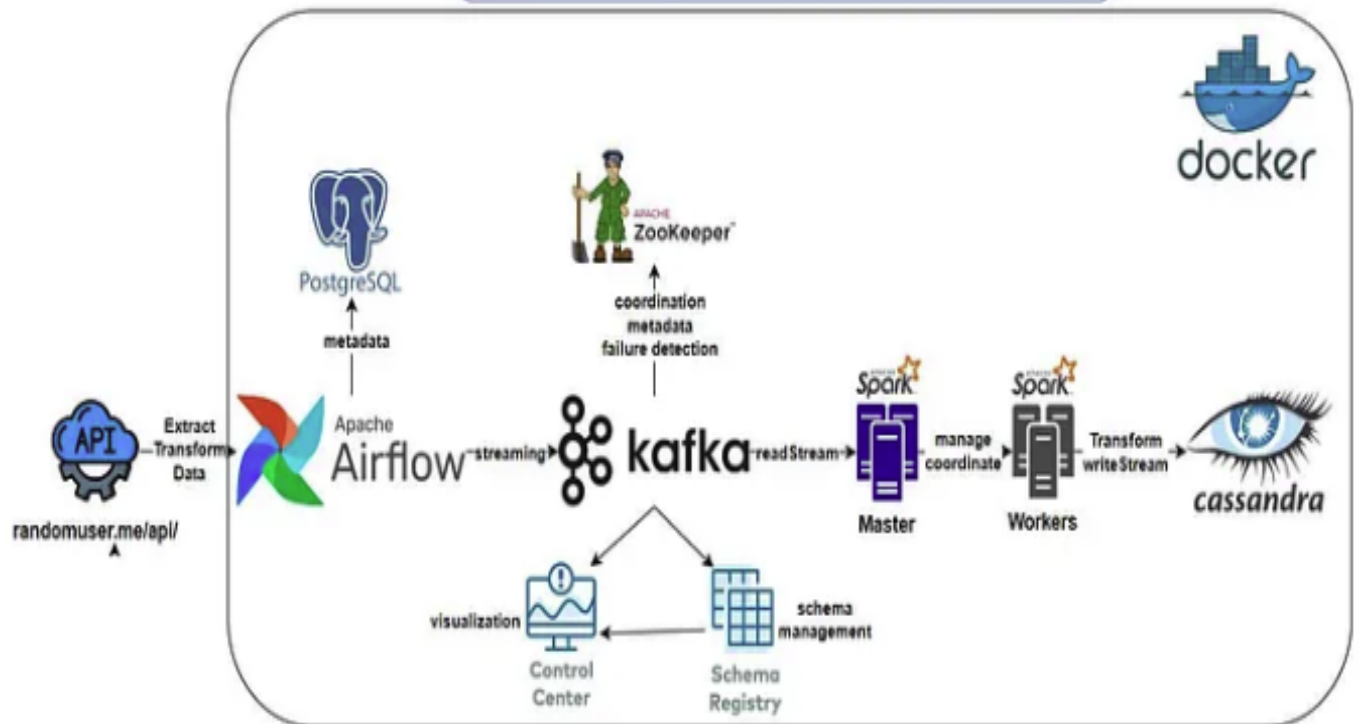 docker
PostgreSQL
metadata
APACHE
ZooKeeper™
coordination
metadata
failure detection
API
randomuser.me/api/
Extract
Transform
Data
Apache
Airflow
streaming
kafka
readStream
Spark
Master
manage
coordinate
Spark
Workers
Transform
writeStream
cassandra
visualization
Control
Center
schema
management
Schema
Registry